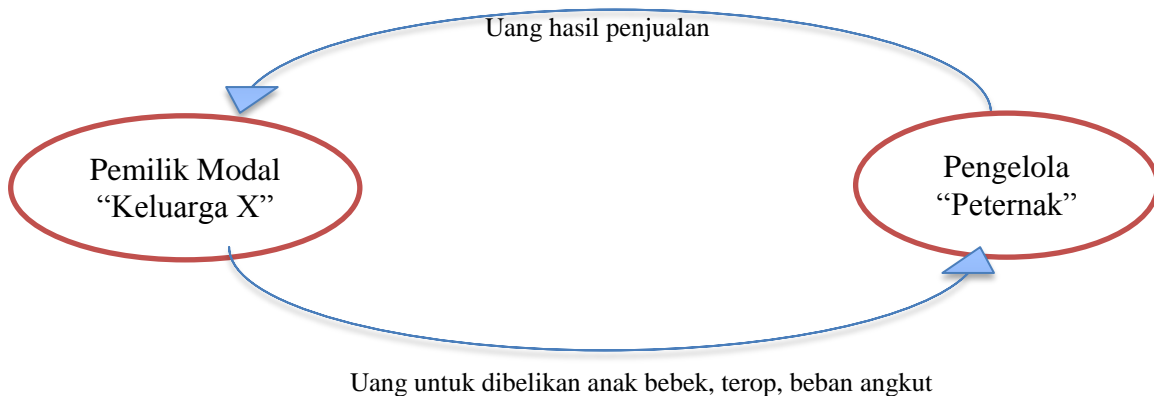 Uang hasil penjualan
Pemilik Modal
“Keluarga X”
Pengelola
“Peternak”
Uang untuk dibelikan anak bebek, terop, beban angkut